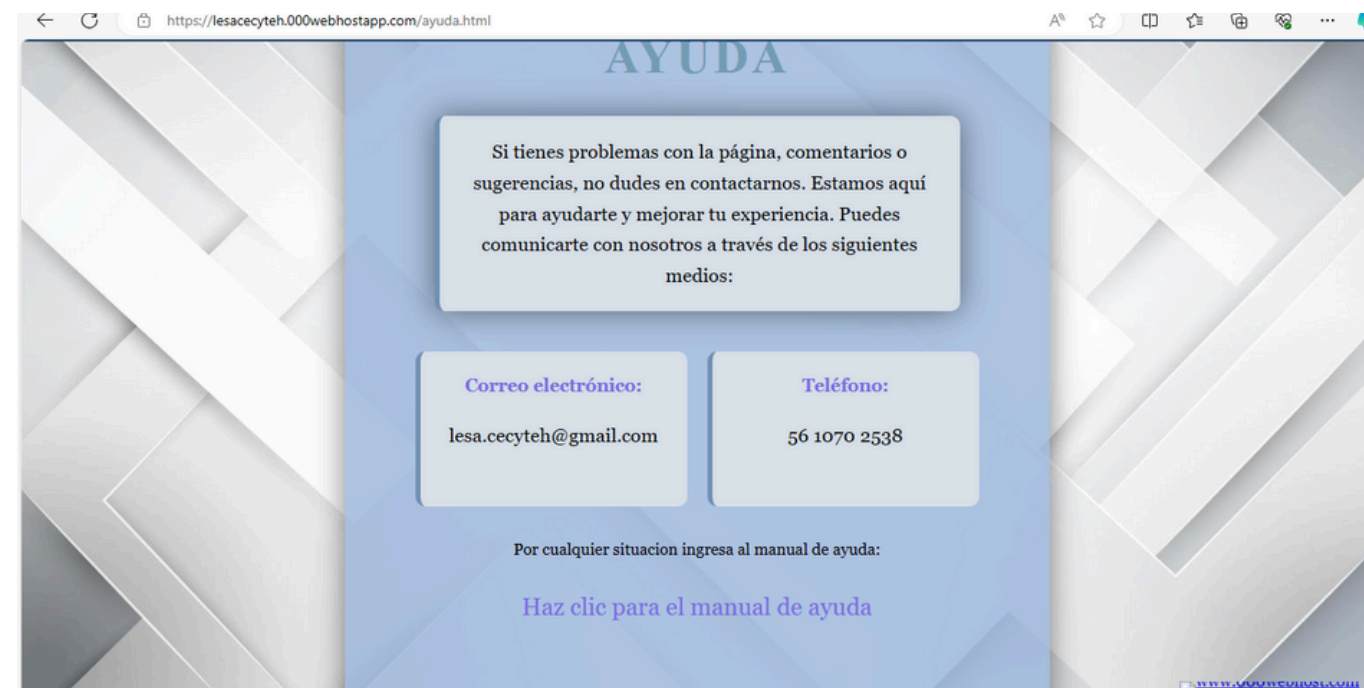 https://lesacecyteh.000webhostapp.com/ayuda.html
AYUDA
Si tienes problemas con la página, comentarios o
sugerencias, no dudes en contactarnos. Estamos aquí
para ayudarte y mejorar tu experiencia. Puedes
comunicarte con nosotros a través de los siguientes
medios:
Correo electrónico:
lesa.cecyteh@gmail.com
Teléfono:
56 1070 2538
Por cualquier situacion ingresa al manual de ayuda:
Haz clic para el manual de ayuda
www.000webhost.com